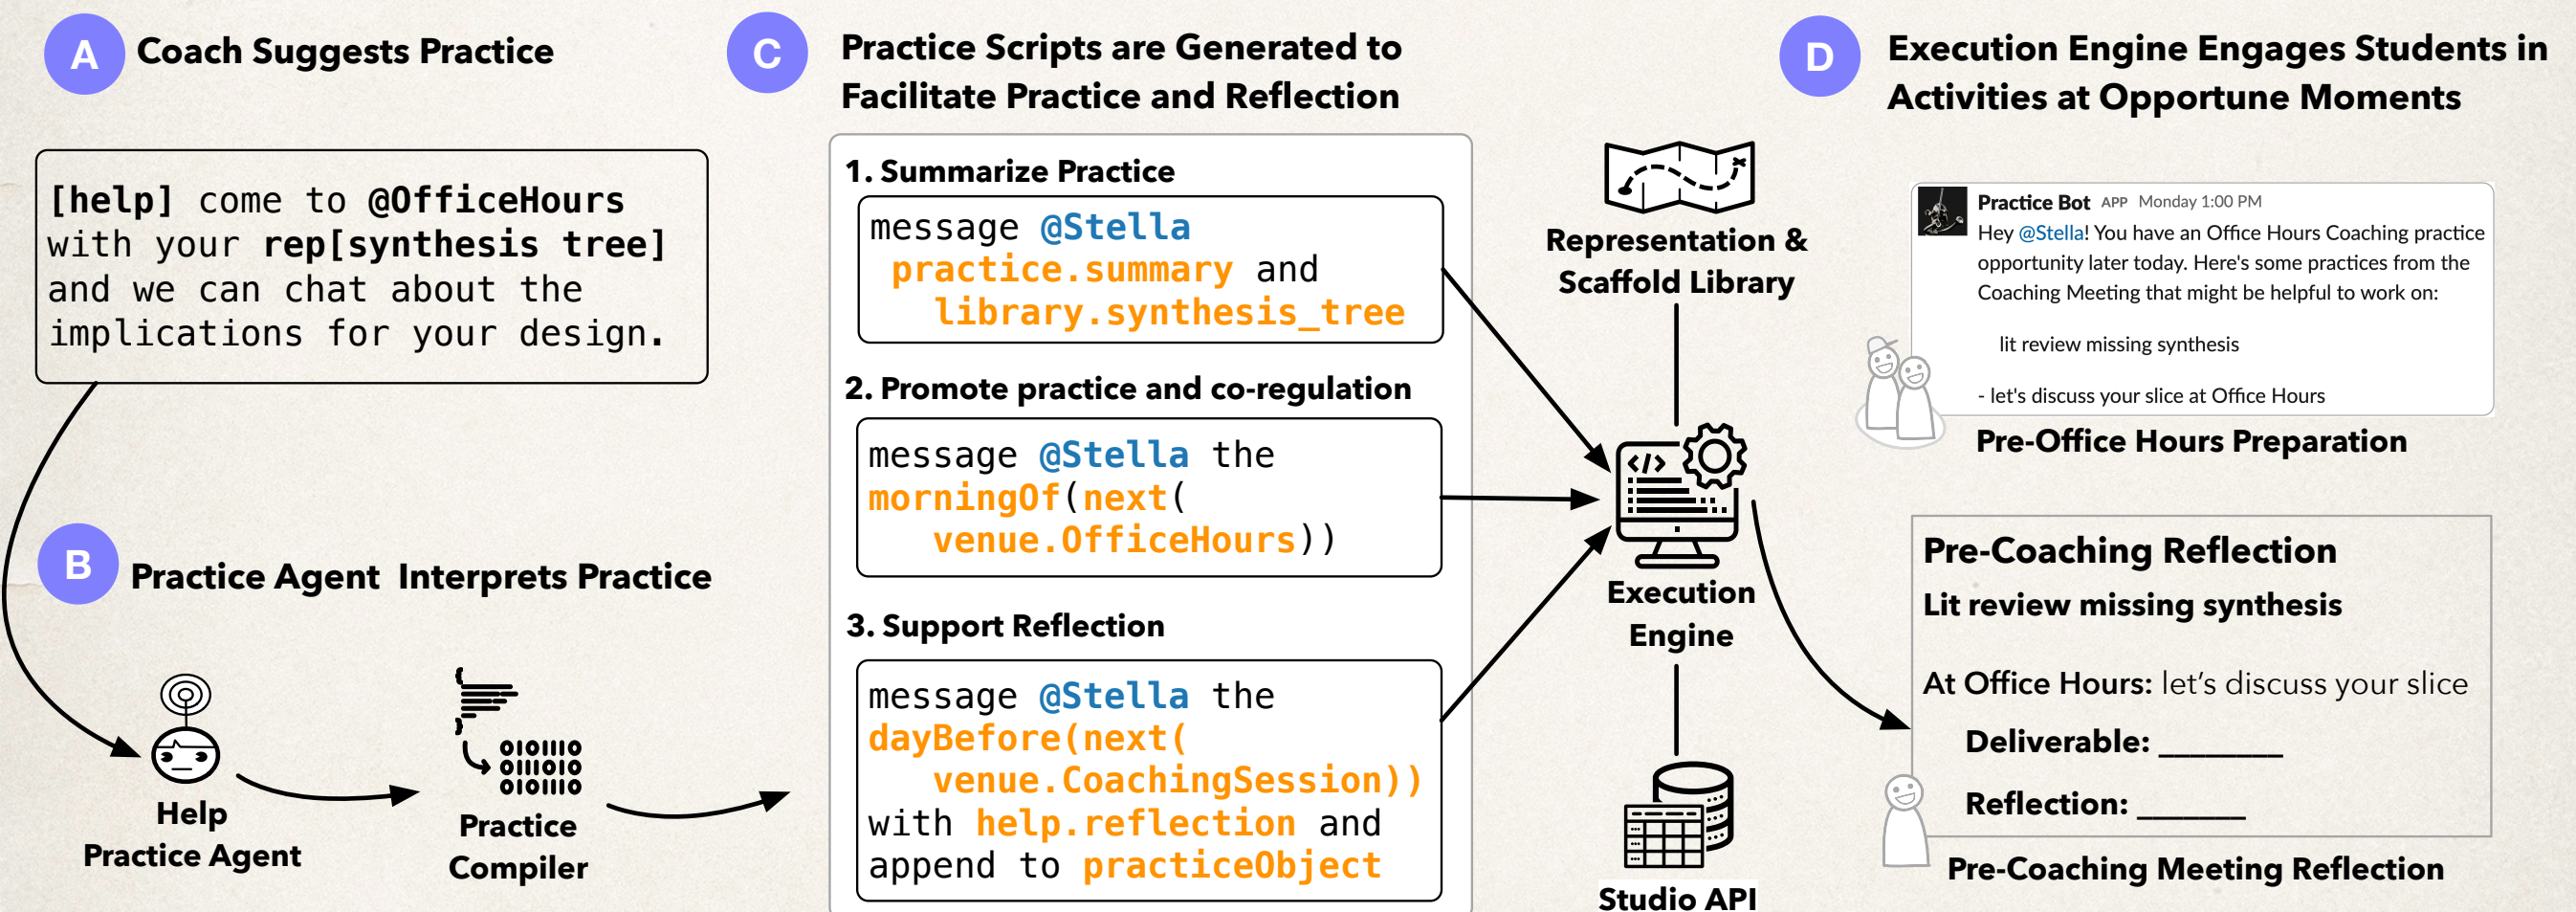 A
Coach Suggests Practice
[help] come to @OfficeHours
with your rep[synthesis tree]
and we can chat about the
implications for your design.
B
Practice Agent Interprets Practice
Help
Practice Agent
{
}
010110
011010
010110
Practice
Compiler
C
Practice Scripts are Generated to
Facilitate Practice and Reflection
1. Summarize Practice
message @Stella
practice.summary and
library.synthesis_tree
2. Promote practice and co-regulation
message @Stella the
morningOf(next(
venue.OfficeHours))
3. Support Reflection
message @Stella the
dayBefore(next(
venue.CoachingSession))
with help.reflection and
append to practiceObject
Representation &
Scaffold Library
</>
Execution
Engine
Studio API
D
Execution Engine Engages Students in
Activities at Opportune Moments
Practice Bot APP Monday 1:00 PM
Hey @Stella! You have an Office Hours Coaching practice
opportunity later today. Here's some practices from the
Coaching Meeting that might be helpful to work on:
lit review missing synthesis
- let's discuss your slice at Office Hours
Pre-Office Hours Preparation
Pre-Coaching Reflection
Lit review missing synthesis
At Office Hours: let’s discuss your slice
Deliverable: ________
Reflection: _______
Pre-Coaching Meeting Reflection